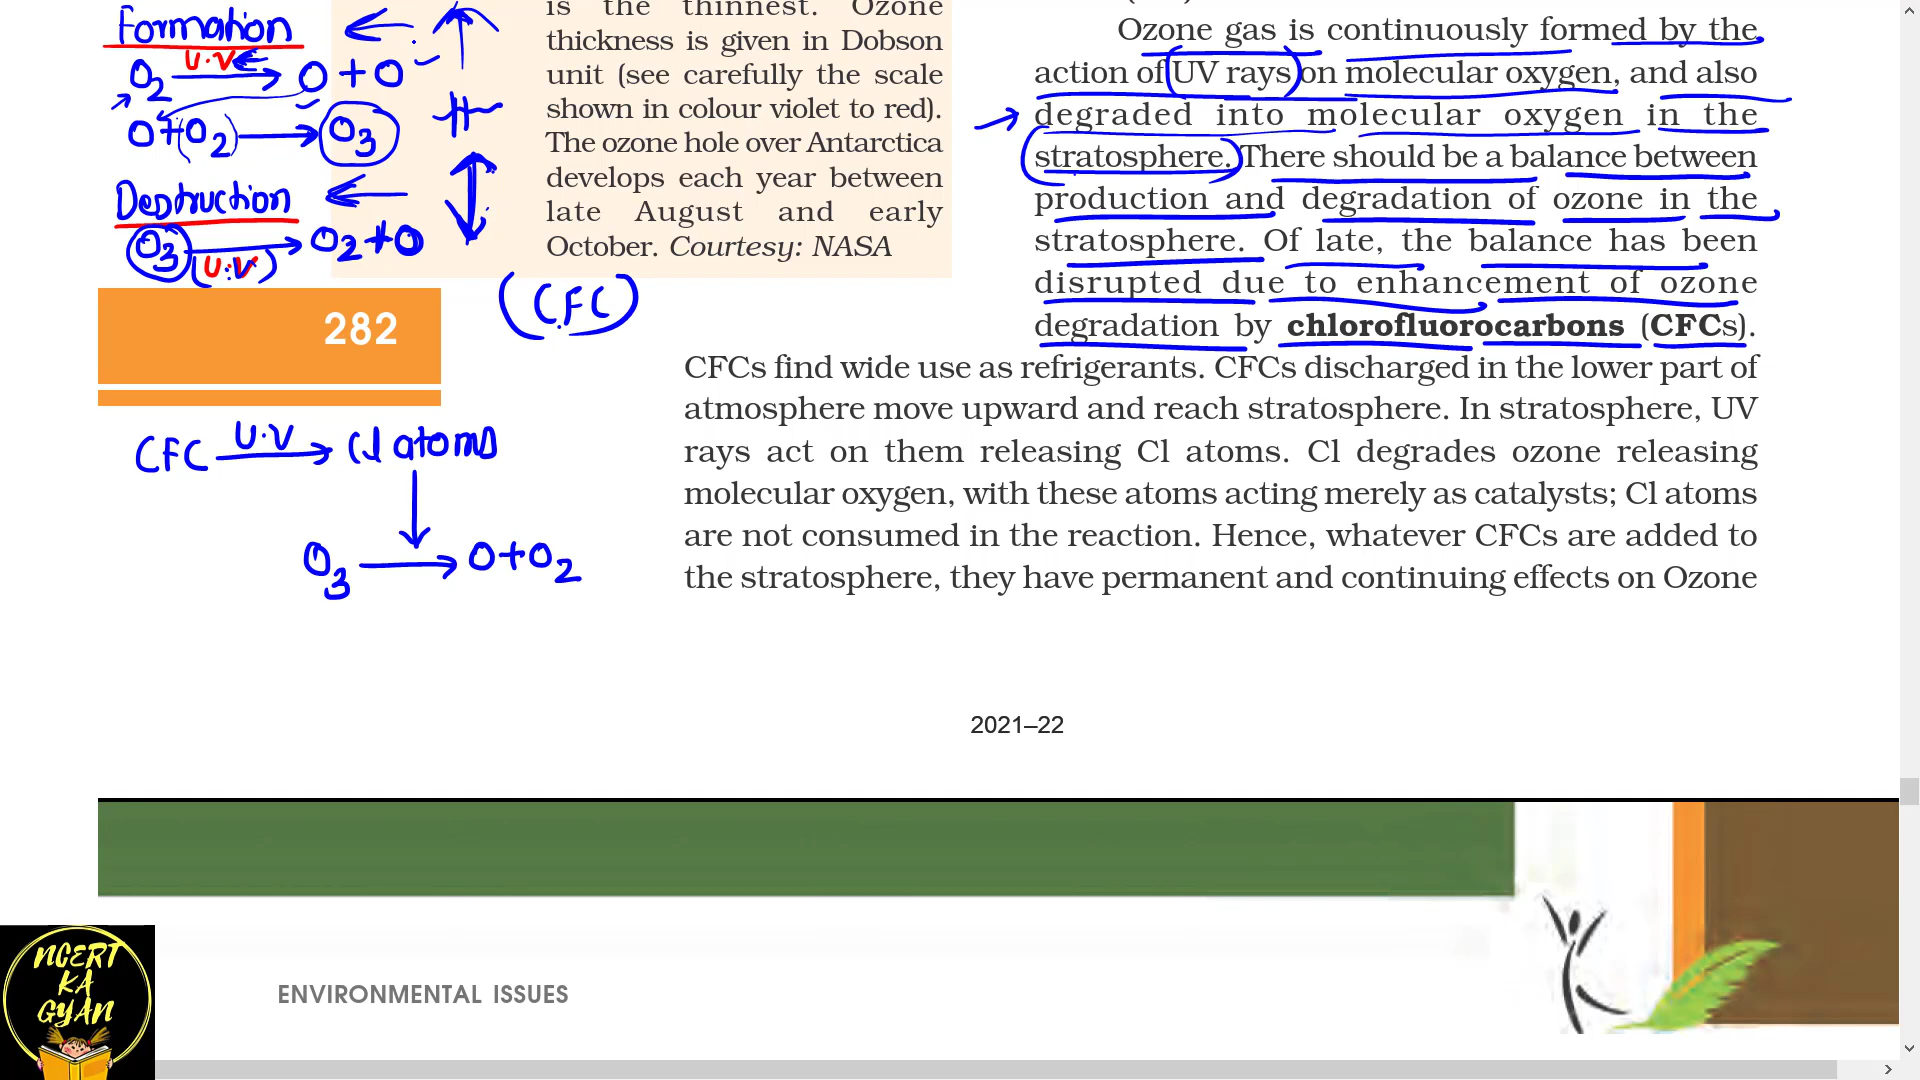 Formation
O2 U.V O + O
O + (O2) O3
Destruction
O3 U.V O2 + O
is the thinnest. Ozone
thickness is given in Dobson
unit (see carefully the scale
shown in colour violet to red).
The ozone hole over Antarctica
develops each year between
late August and early
October. Courtesy: NASA
(CFC)
282
CFC U.V Cl atoms
O3 O+O2
Ozone gas is continuously formed by the
action of UV rays on molecular oxygen, and also
degraded into molecular oxygen in the
stratosphere. There should be a balance between
production and degradation of ozone in the
stratosphere. Of late, the balance has been
disrupted due to enhancement of ozone
degradation by chlorofluorocarbons (CFCs).
CFCs find wide use as refrigerants. CFCs discharged in the lower part of
atmosphere move upward and reach stratosphere. In stratosphere, UV
rays act on them releasing Cl atoms. Cl degrades ozone releasing
molecular oxygen, with these atoms acting merely as catalysts; Cl atoms
are not consumed in the reaction. Hence, whatever CFCs are added to
the stratosphere, they have permanent and continuing effects on Ozone
2021–22
ENVIRONMENTAL ISSUES
NCERT
KA
GYAN